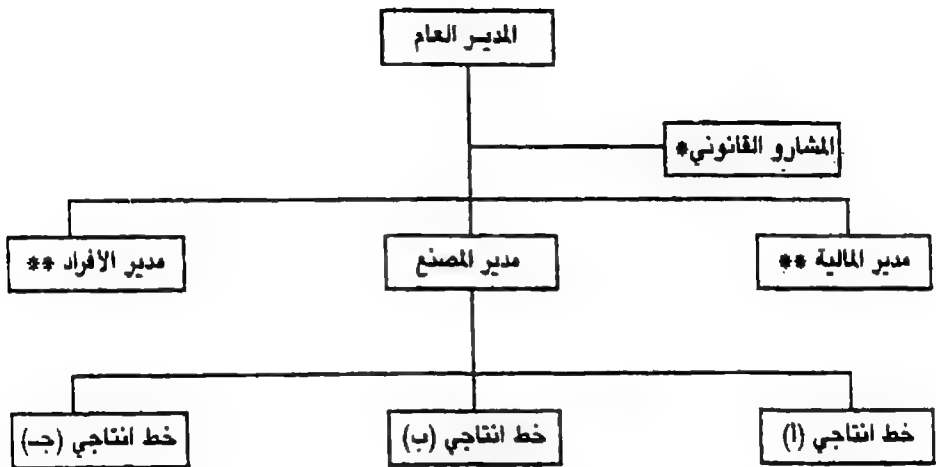 المديـر العام
المشارو القانوني*
مدير المالية **
مدير المصنع
مدير الأفراد **
خط انتاجي (أ)
خط انتاجي (ب)
خط انتاجي (جـ)